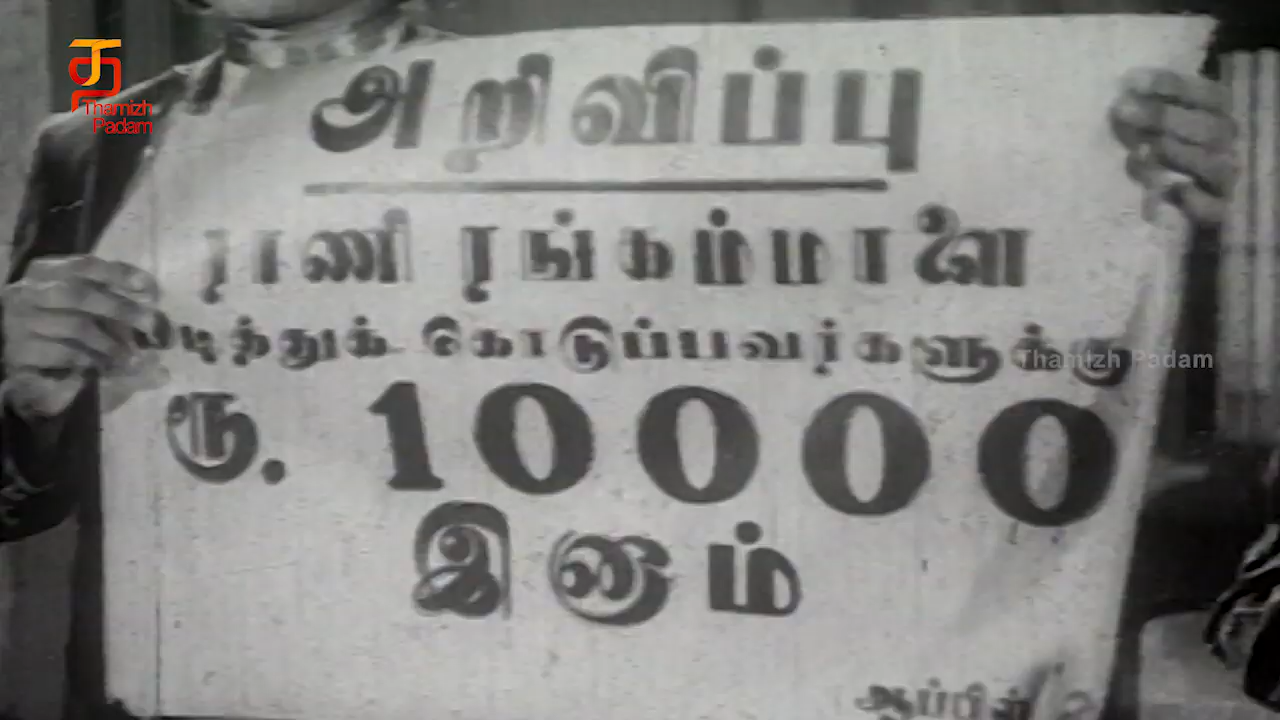 த
Thamizh
Padam
அறிவிப்பு
ராணி ரங்கம்மாளை
பிடித்துக் கொடுப்பவர்களுக்கு
Thamizh Padam
ரூ. 10000
இனாம்